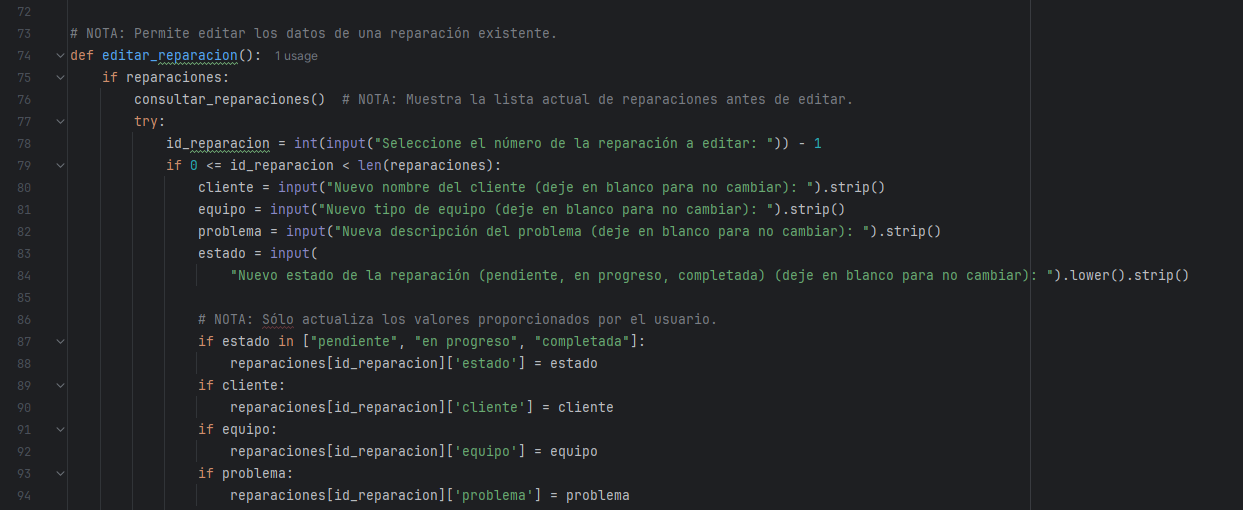 72
73 # NOTA: Permite editar los datos de una reparación existente.
74 def editar_reparacion(): 1 usage
75 if reparaciones:
76 consultar_reparaciones() # NOTA: Muestra la lista actual de reparaciones antes de editar.
77 try:
78 id_reparacion = int(input("Seleccione el número de la reparación a editar: ")) - 1
79 if 0 <= id_reparacion < len(reparaciones):
80 cliente = input("Nuevo nombre del cliente (deje en blanco para no cambiar): ").strip()
81 equipo = input("Nuevo tipo de equipo (deje en blanco para no cambiar): ").strip()
82 problema = input("Nueva descripción del problema (deje en blanco para no cambiar): ").strip()
83 estado = input(
84 "Nuevo estado de la reparación (pendiente, en progreso, completada) (deje en blanco para no cambiar): ").lower().strip()
85
86 # NOTA: Sólo actualiza los valores proporcionados por el usuario.
87 if estado in ["pendiente", "en progreso", "completada"]:
88 reparaciones[id_reparacion]['estado'] = estado
89 if cliente:
90 reparaciones[id_reparacion]['cliente'] = cliente
91 if equipo:
92 reparaciones[id_reparacion]['equipo'] = equipo
93 if problema:
94 reparaciones[id_reparacion]['problema'] = problema